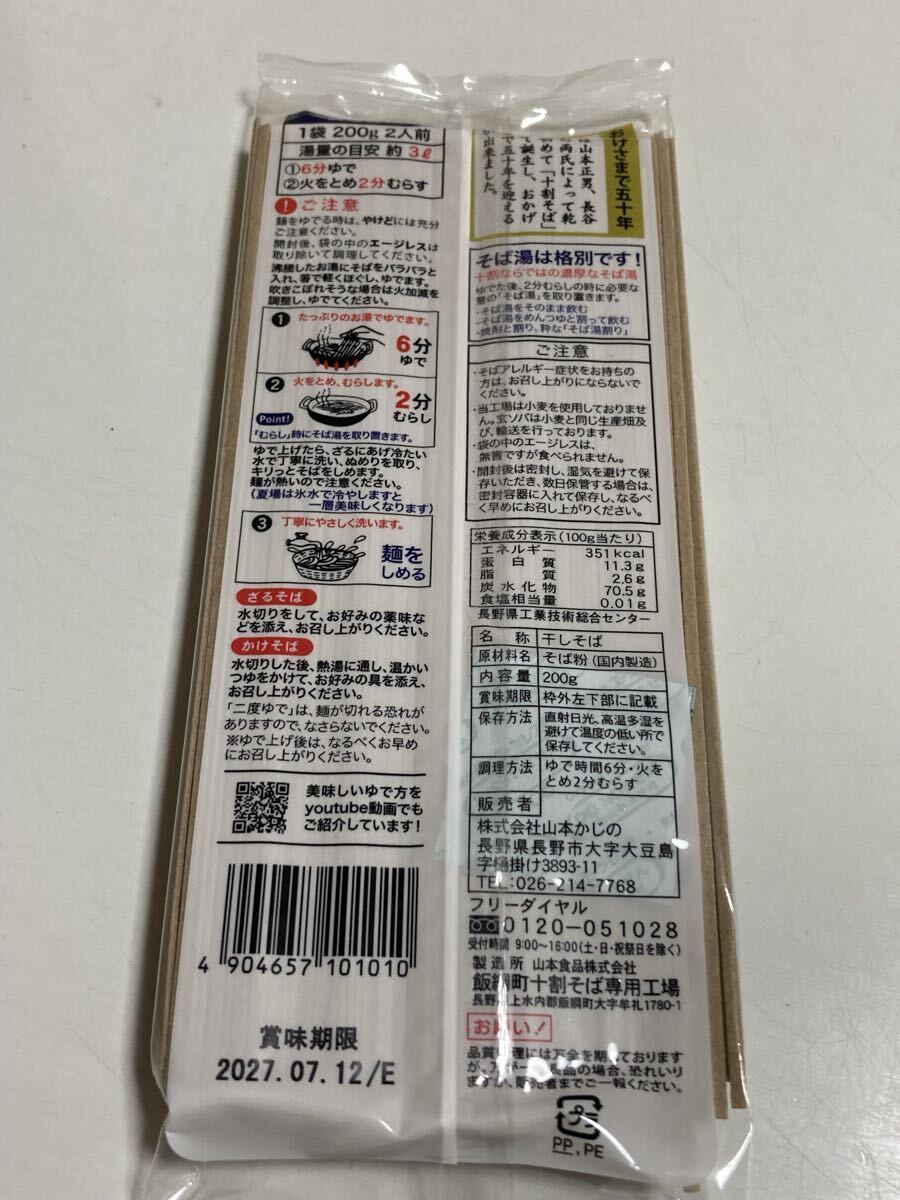 1袋 200g 2人前
湯量の目安 約 3ℓ
①6分ゆで
②火をとめ2分むらす
！ご注意
麺をゆでる時は、やけどには充分
ご注意ください。
開封後、袋の中のエージレスは
取り除いて調理してください。
沸騰したお湯にそばをパラパラと
入れ、箸で軽くほぐし、ゆでます。
吹きこぼれそうな場合は火加減を
調整し、ゆでてください。
1 たっぷりのお湯でゆでます。
6分
ゆで
2 火をとめ、むらします。
2分
むらし
Point!
「むらし」時にそば湯を取り置きます。
ゆで上げたら、ざるにあげ冷たい
水で丁寧に洗い、ぬめりを取り、
キリっとそばをしめます。
麺が熱いので注意ください。
(夏場は氷水で冷やしますと
一層美味しくなります)
3 丁寧にやさしく洗います。
麺を
しめる
ざるそば
水切りをして、お好みの薬味な
どを添え、お召し上がりください。
かけそば
水切りした後、熱湯に通し、温かい
つゆをかけて、お好みの具を添え、
お召し上がりください。
「二度ゆで」は、麺が切れる恐れが
ありますので、なさらないでください。
※ゆで上げ後は、なるべくお早め
にお召し上がりください。
美味しいゆで方を
youtube動画でも
ご紹介しています！
4 904657 101010
賞味期限
2027.07.12/E
おけさまで五十年
山本正男、長谷
両氏によって乾
めて「十割そば」
て誕生し、おかげ
で五十年を迎える
が出来ました。
そば湯は格別です！
十割ならではの濃厚なそば湯
ゆでた後、2分むらしの時に必要な
量の「そば湯」を取り置きます。
・そば湯をそのまま飲む
・そば湯をめんつゆと割って飲む
・焼酎と割り、粋な「そば湯割り」
ご注意
・そばアレルギー症状をお持ちの
方は、お召し上がりにならないで
ください。
・当工場は小麦を使用しておりませ
ん。玄ソバは小麦と同じ生産畑及
び、輸送を行っております。
・袋の中のエージレスは、
無害ですが食べられません。
・開封後は密封し、湿気を避けて保
存いただき、数日保管する場合は、
密封容器に入れて保存し、なるべ
く早めにお召し上がりください。
栄養成分表示(100g当たり)
エネルギー 351kcal
蛋白質 11.3g
脂質 2.6g
炭水化物 70.5g
食塩相当量 0.01g
長野県工業技術総合センター
名称 干しそば
原材料名 そば粉(国内製造)
内容量 200g
賞味期限 枠外左下部に記載
保存方法 直射日光、高温多湿を
避けて温度の低い所で
保存してください。
調理方法 ゆで時間6分・火を
とめ2分むらす
販売者
株式会社山本かじの
長野県長野市大字大豆島
字桶掛け3893-11
TEL:026-214-7768
フリーダイヤル
0120-051028
受付時間 9:00~16:00(土・日・祝祭日を除く)
製造所 山本食品株式会社
飯綱町十割そば専用工場
長野県上水内郡飯綱町大字牟礼1780-1
お願い！
品質管理には万全を期しております
が、万が一 良品の場合、恐れいり
ますが、販売者までご一報ください。
プラ
PP,PE